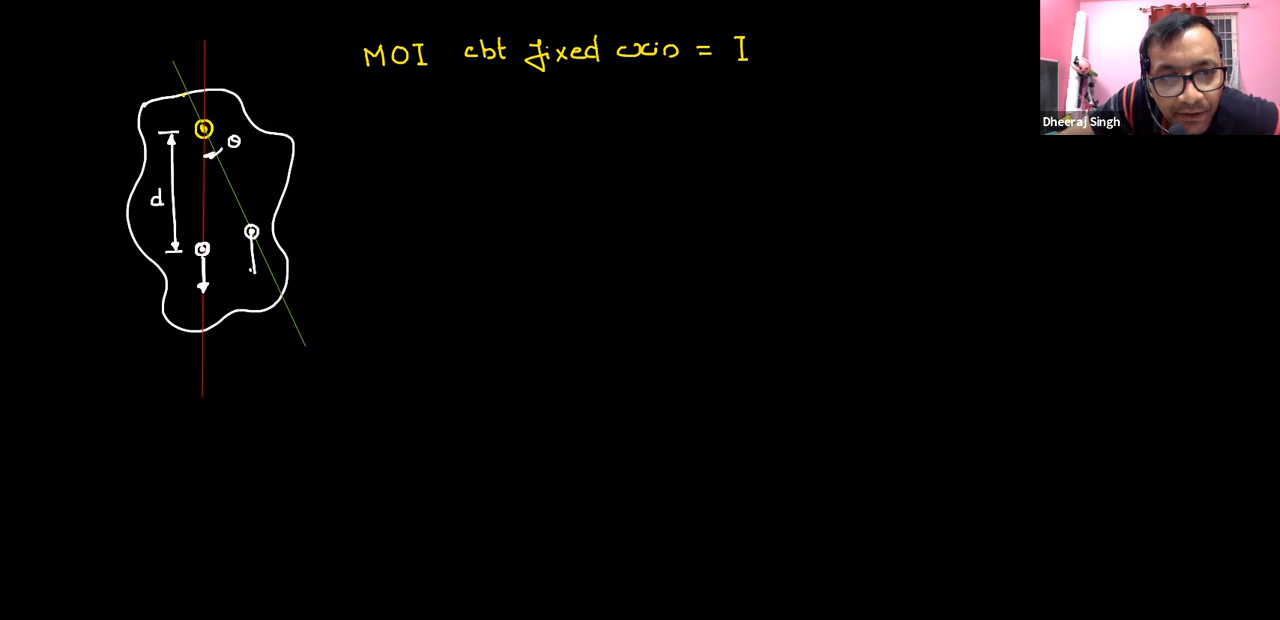 MOI abt fixed axis = I
Dheeraj Singh
θ
d